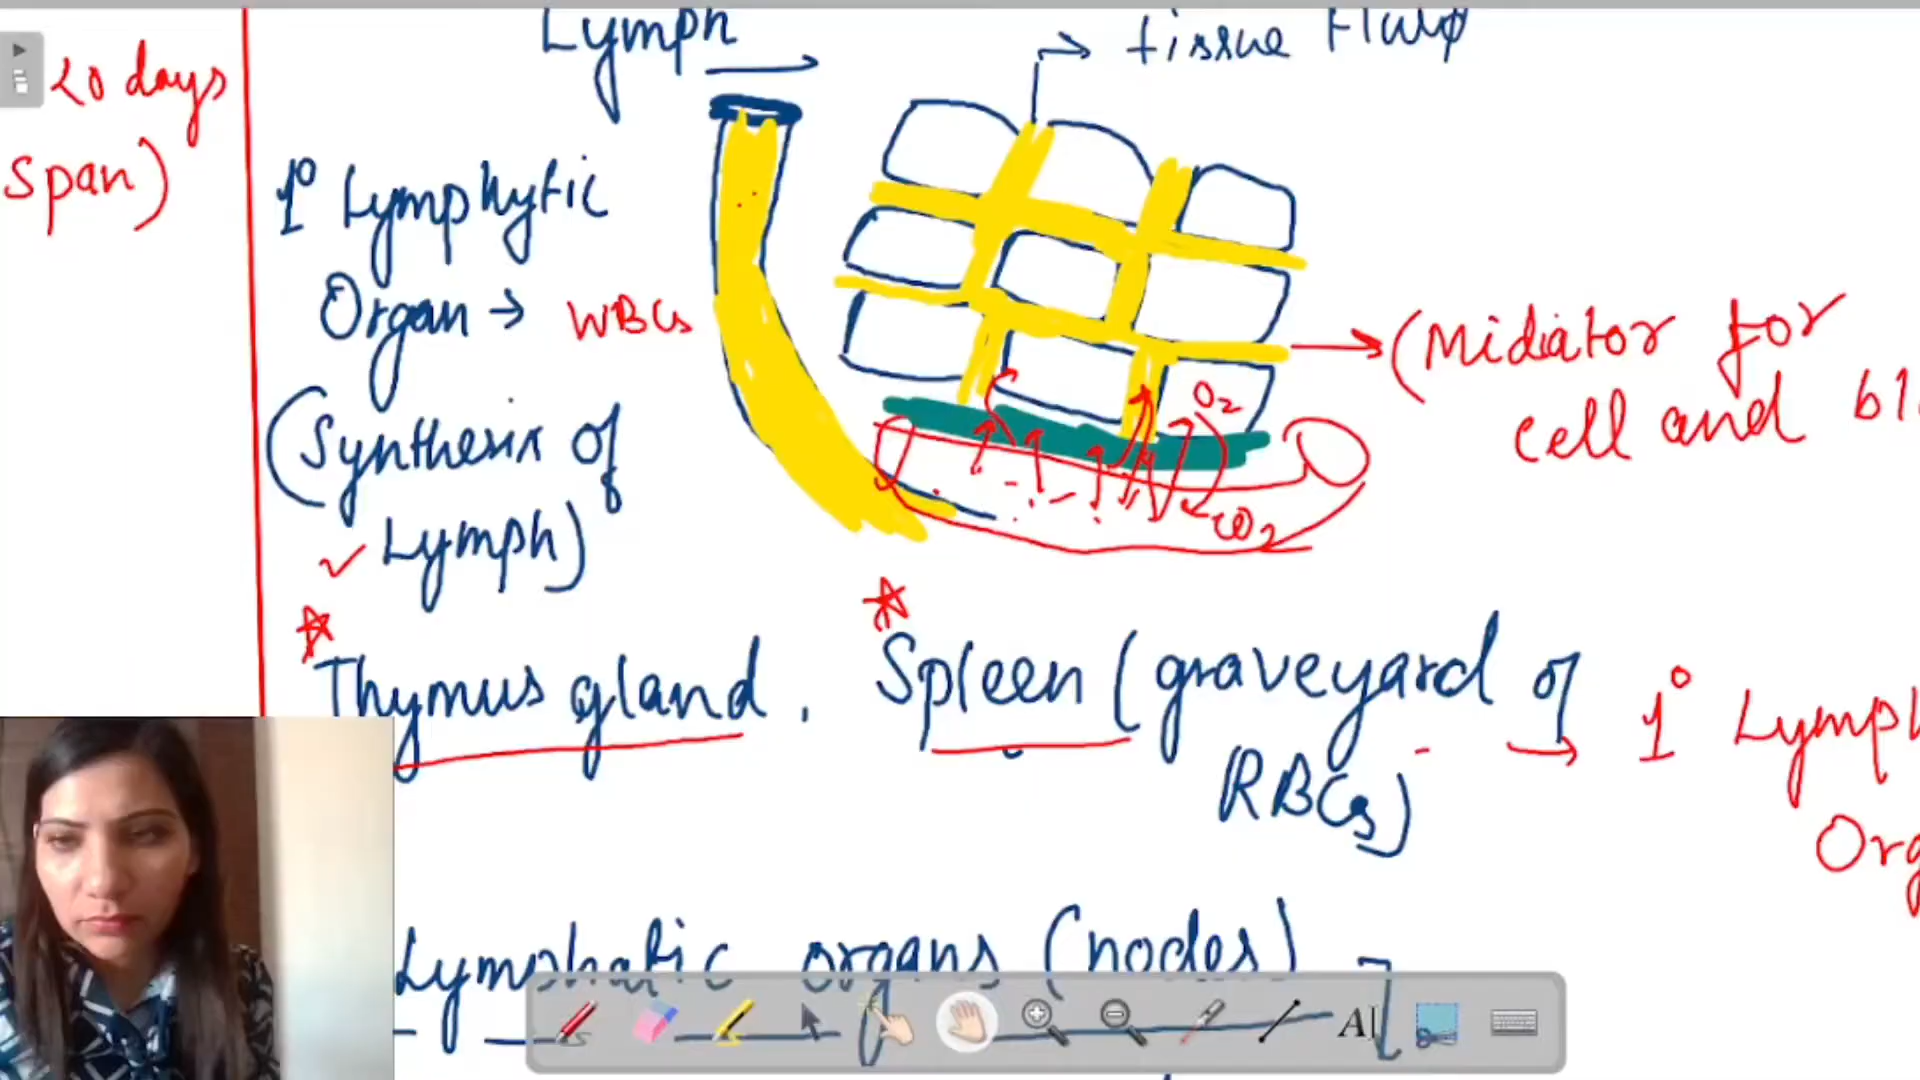 Lymph → tissue Fluid
20 days
span)
1° Lymphytic
Organ → WBCs
(Synthesis of
Lymph)
O2
CO2
→ (Midiator for
cell and bl
Thymus gland, Spleen (graveyard of
RBCs) → 1° Lymph
Org
Lymphatic organs (nodes)
A